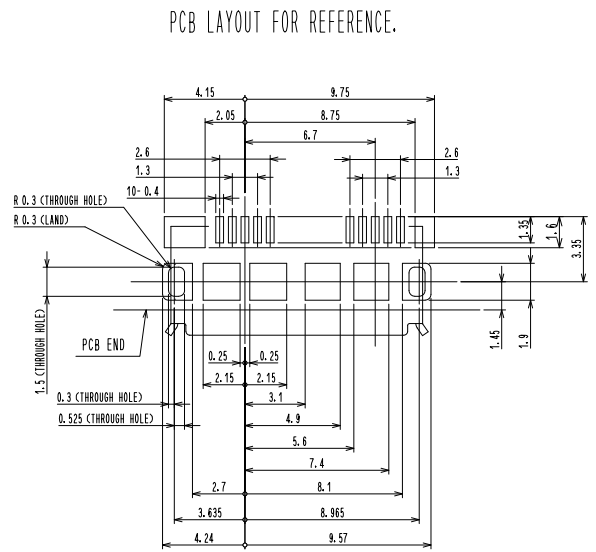 PCB LAYOUT FOR REFERENCE.
4.15 9.75
2.05 8.75
6.7
2.6 2.6
1.3 1.3
10-0.4
R 0.3 (THROUGH HOLE)
R 0.3 (LAND)
1.35
1.6
3.35
1.5 (THROUGH HOLE)
PCB END
1.45
1.9
0.25 0.25
2.15 2.15
0.3 (THROUGH HOLE) 3.1
0.525 (THROUGH HOLE) 4.9
5.6
7.4
2.7 8.1
3.635 8.965
4.24 9.57